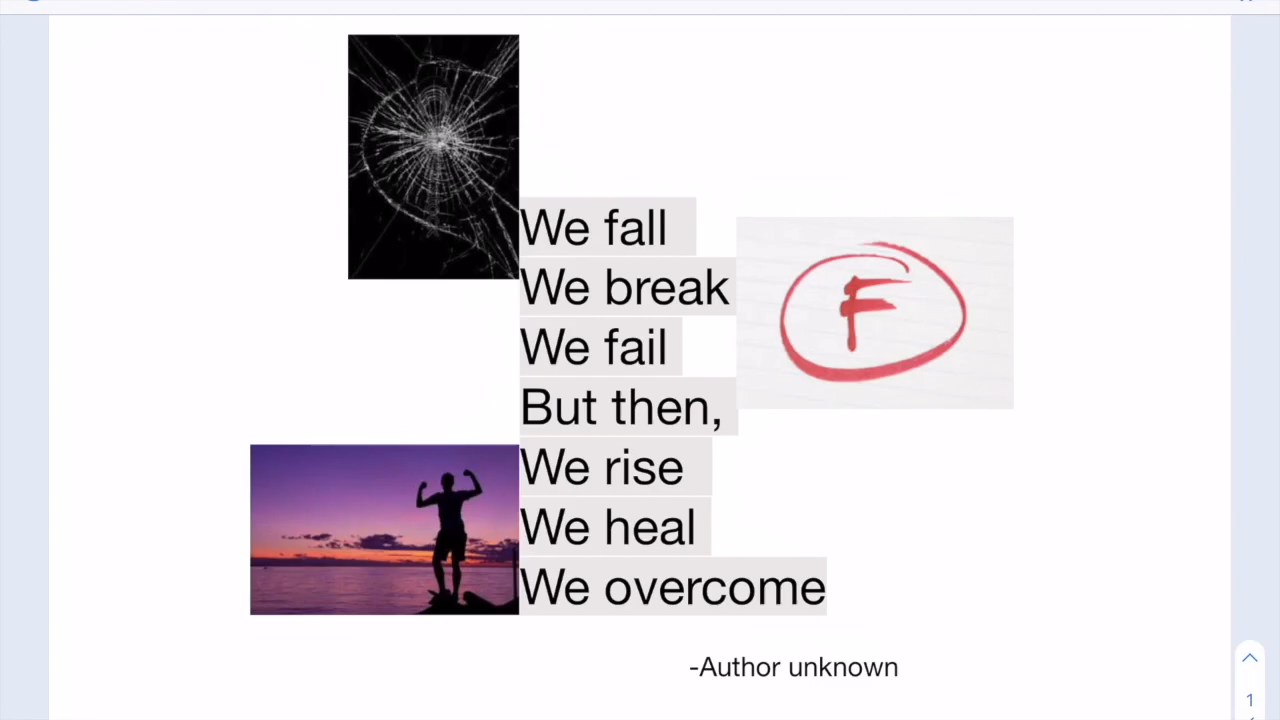 We fall
We break
We fail
But then,
We rise
We heal
We overcome
-Author unknown
F
1